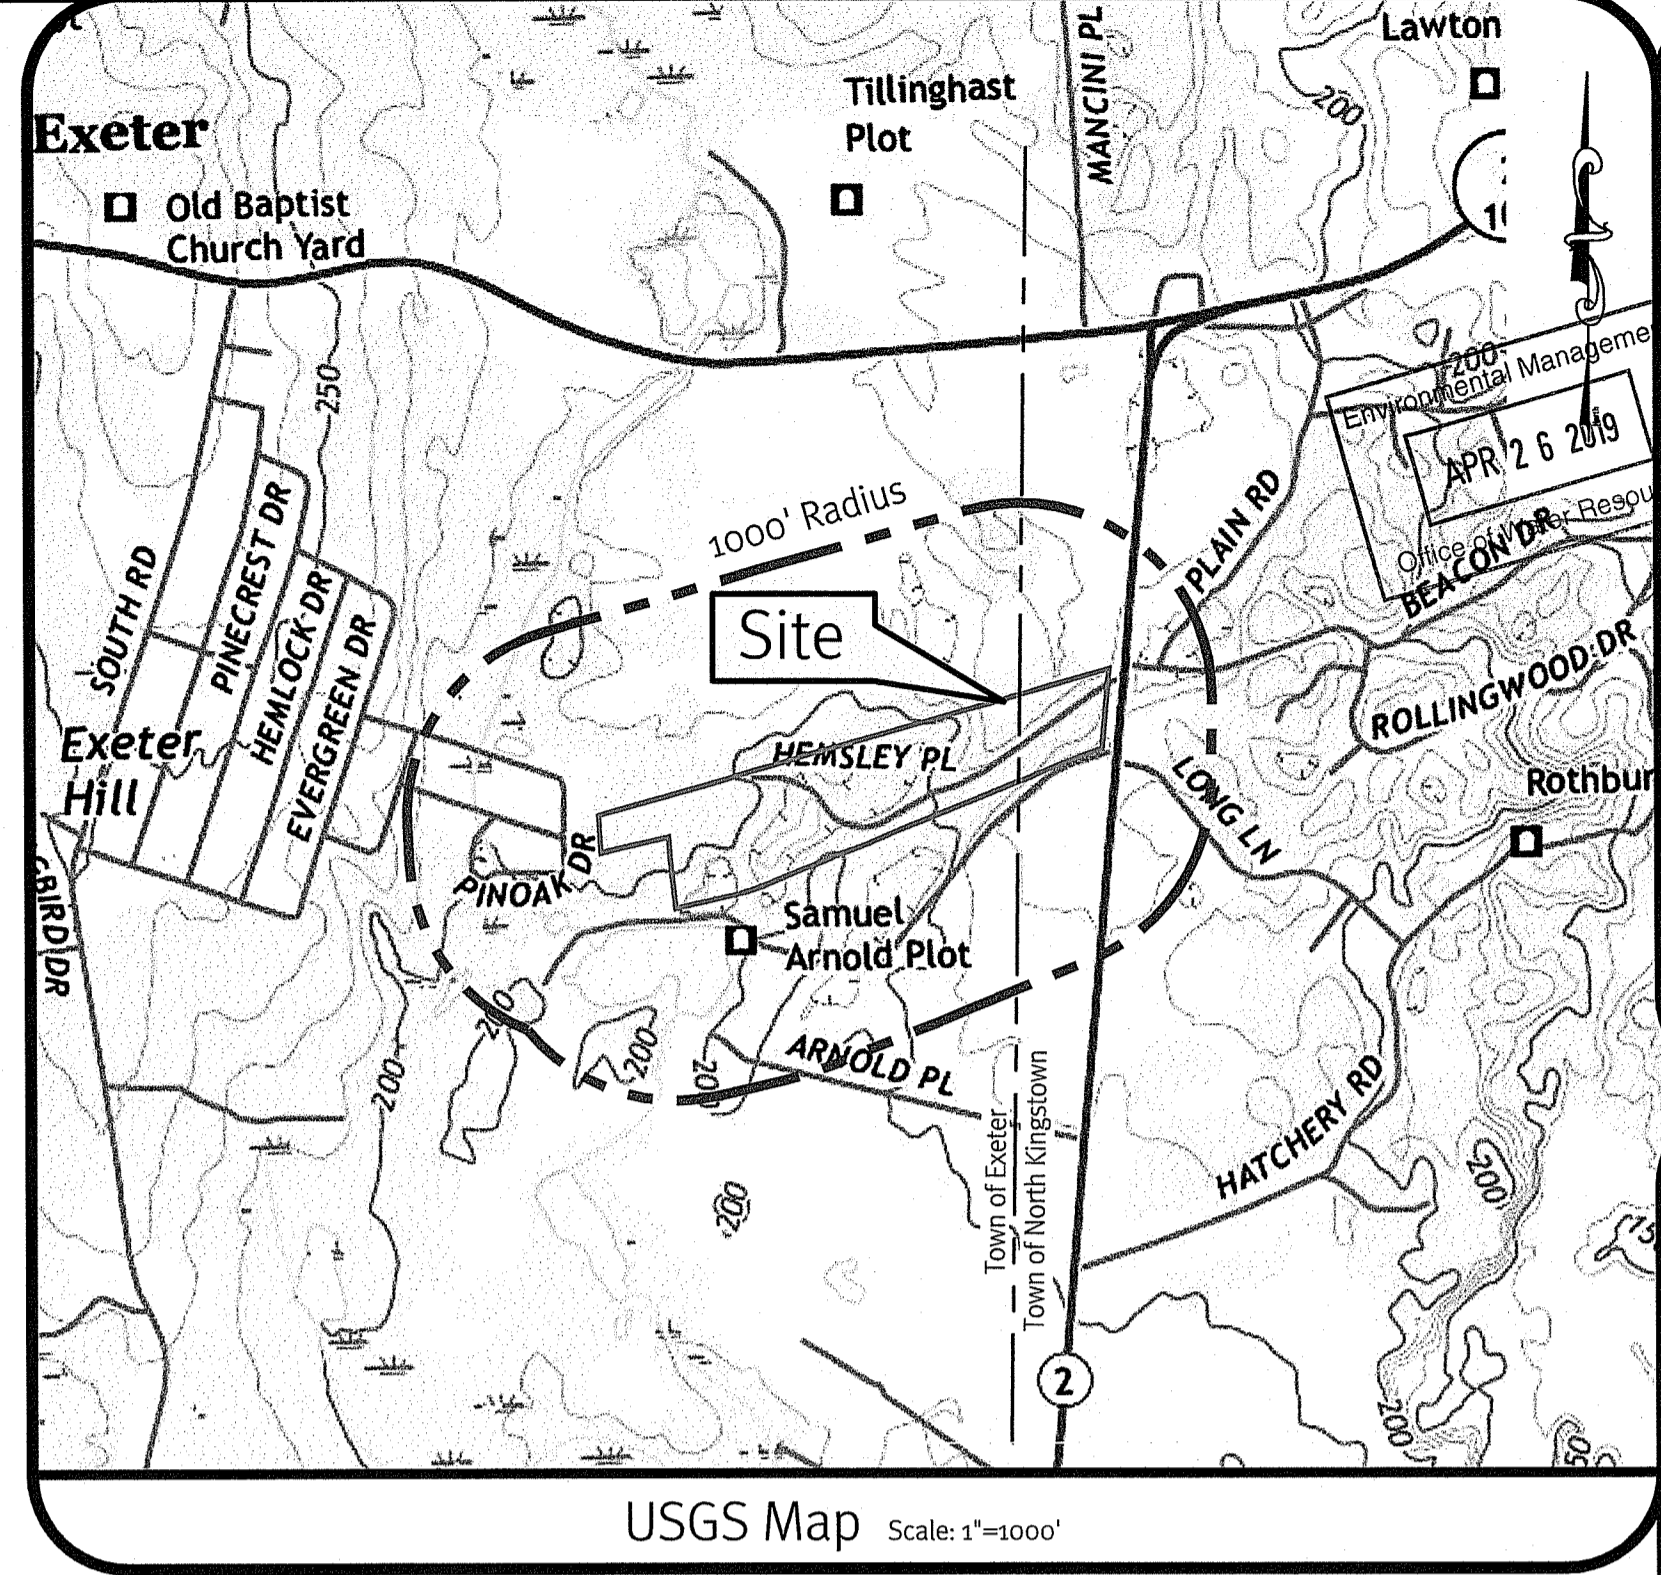 Lawton
MANCINI PL
Tillinghast
Plot
200
Exeter
Old Baptist
Church Yard
250
200
Environmental Manageme
APR 26 2019
Office of Water Resou
1000' Radius
PLAIN RD
BEACON DR
SOUTH RD
PINECREST DR
HEMLOCK DR
EVERGREEN DR
Site
ROLLINGWOOD DR
Exeter
Hill
HEMSLEY PL
LONG LN
Rothbur
PINOAK DR
Samuel
Arnold Plot
200
200
200
200
ARNOLD PL
HATCHERY RD
Town of Exeter
Town of North Kingstown
200
200
2
200
USGS Map Scale: 1"=1000'